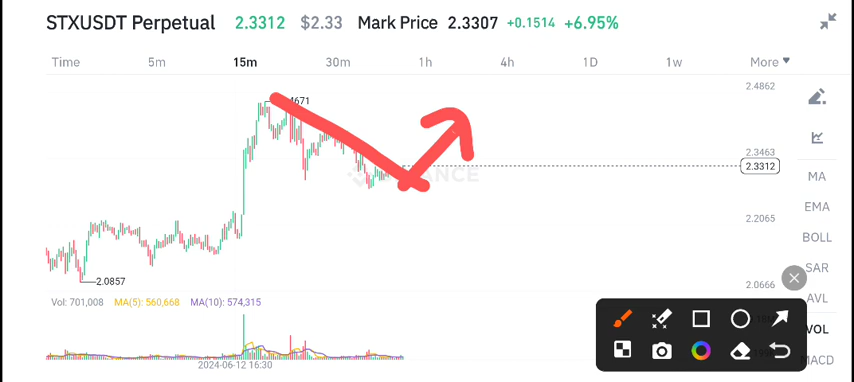 STXUSDT Perpetual 2.3312 $2.33 Mark Price 2.3307 +0.1514 +6.95%
Time 5m 15m 30m 1h 4h 1D 1w More
2.4862
4671
2.3463
2.3312
MA
EMA
2.2065
BOLL
SAR
2.0857
2.0666
AVL
Vol: 701,008 MA(5): 560,668 MA(10): 574,315
VOL
MACD
2024-06-12 16:30